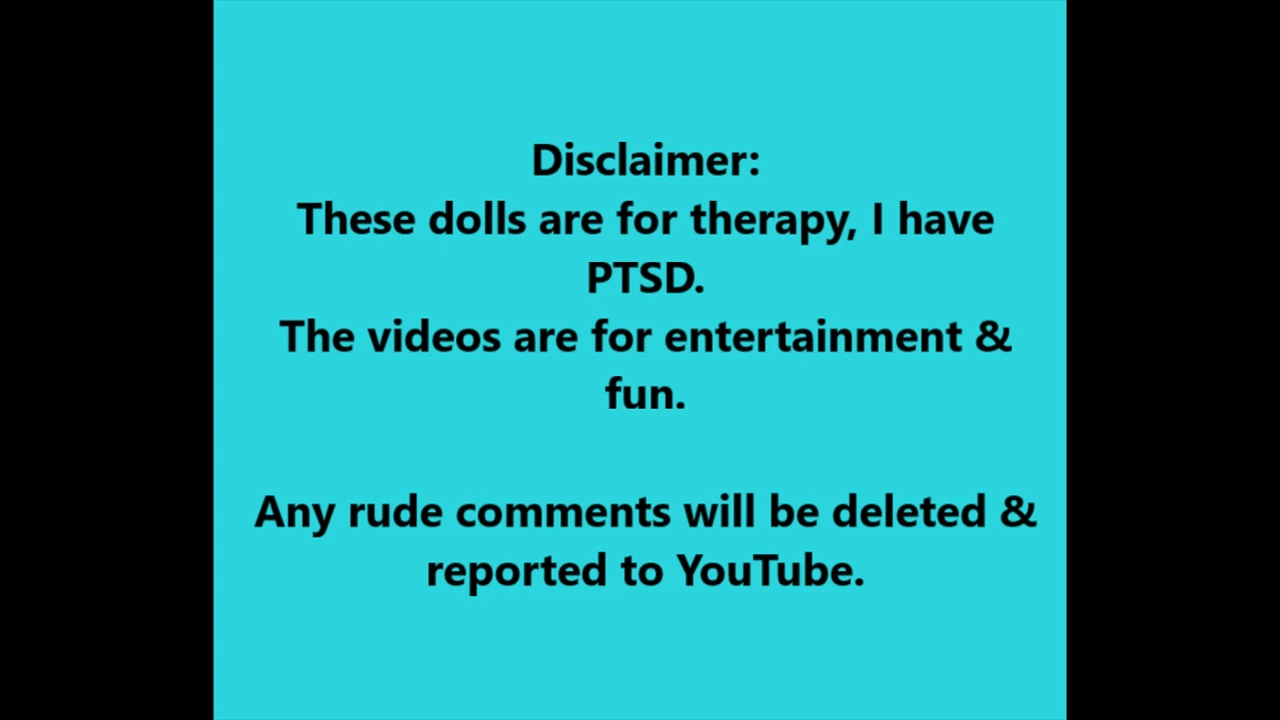 Disclaimer:
These dolls are for therapy, I have
PTSD.
The videos are for entertainment &
fun.
Any rude comments will be deleted &
reported to YouTube.